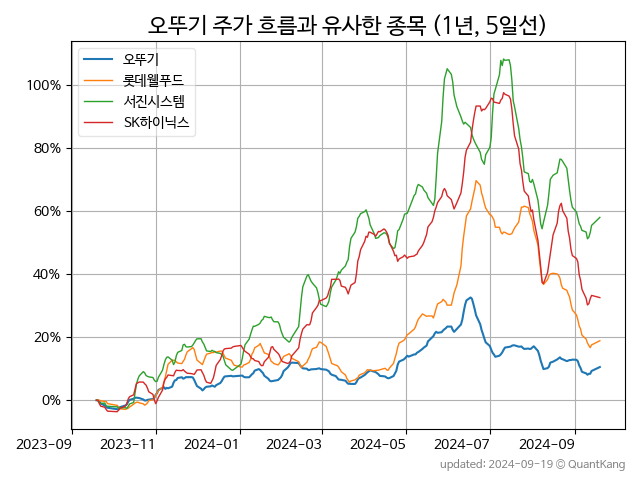 오뚜기 주가 흐름과 유사한 종목 (1년, 5일선)
오뚜기
롯데웰푸드
서진시스템
SK하이닉스
100%
80%
60%
40%
20%
0%
2023-09 2023-11 2024-01 2024-03 2024-05 2024-07 2024-09
updated: 2024-09-19 © QuantKang